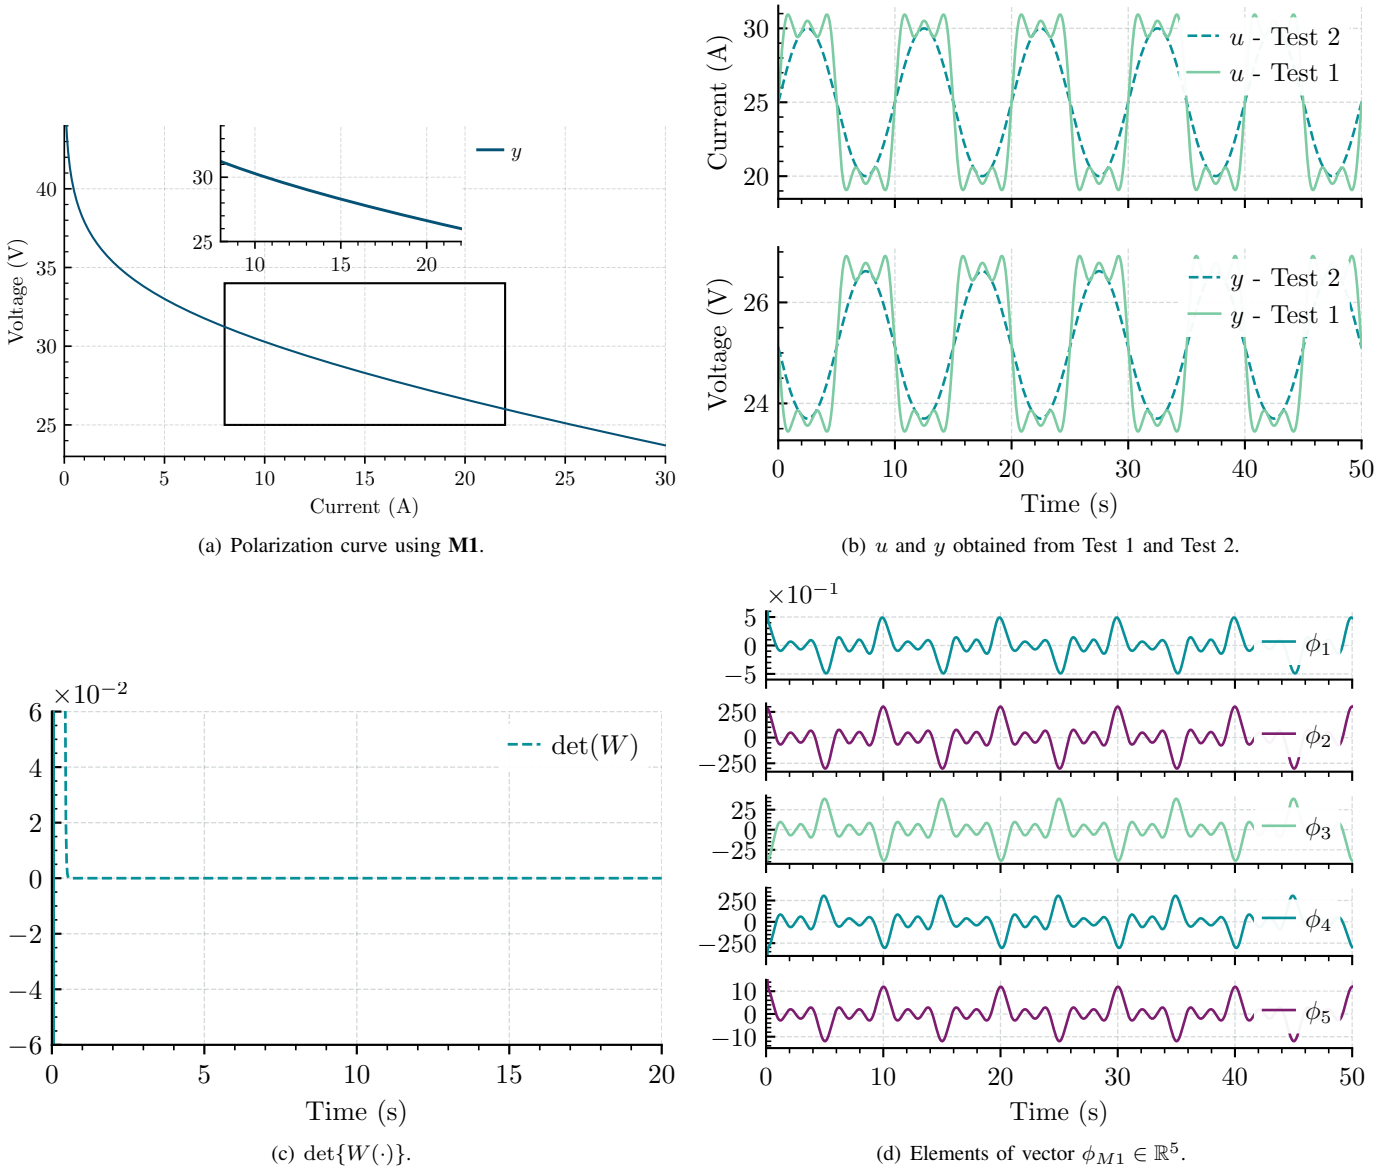 40
35
30
25
Voltage (V)
0 5 10 15 20 25 30
Current (A)
30
25
10 15 20
y
(a) Polarization curve using M1.
30
25
20
Current (A)
u - Test 2
u - Test 1
26
24
Voltage (V)
y - Test 2
y - Test 1
0 10 20 30 40 50
Time (s)
(b) u and y obtained from Test 1 and Test 2.
×10⁻²
6
4
2
0
−2
−4
−6
det(W)
0 5 10 15 20
Time (s)
(c) det{W(·)}.
×10⁻¹
5
0
−5
ϕ₁
250
0
−250
ϕ₂
25
0
−25
ϕ₃
250
0
−250
ϕ₄
10
0
−10
ϕ₅
0 10 20 30 40 50
Time (s)
(d) Elements of vector ϕ_M1 ∈ ℝ⁵.